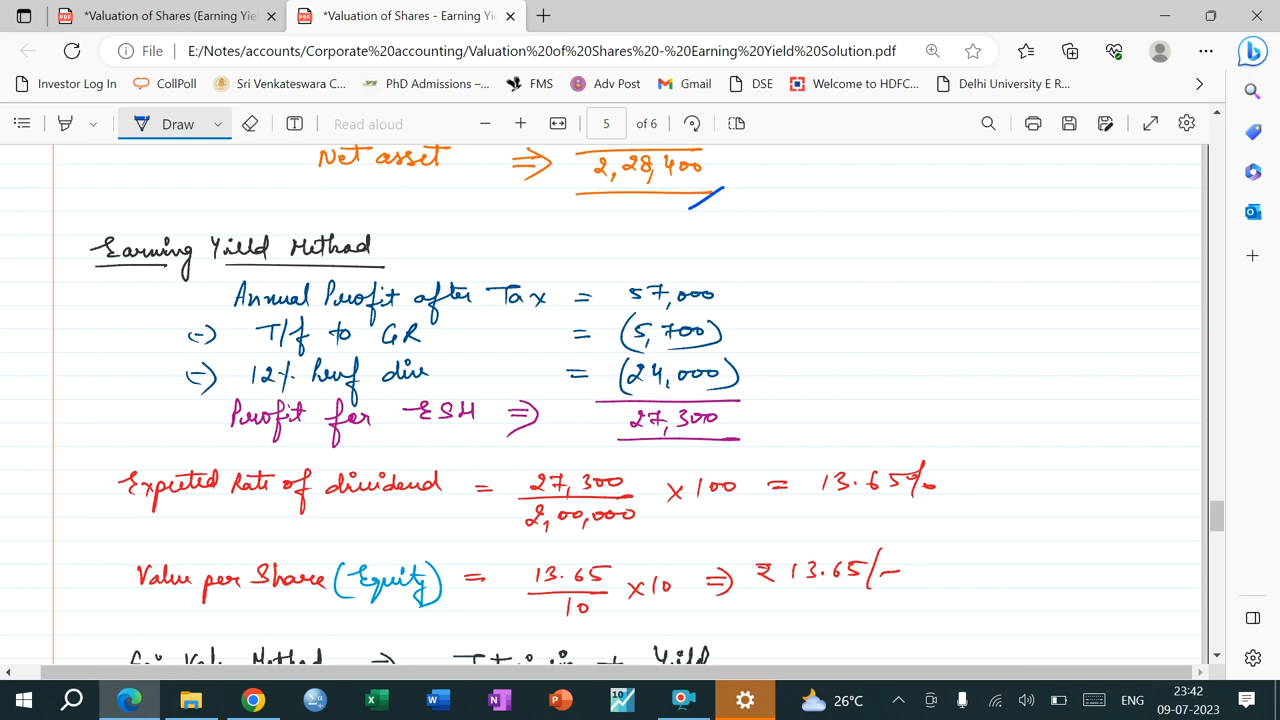 *Valuation of Shares (Earning Yie
*Valuation of Shares - Earning Yi
File
E:/Notes/accounts/Corporate%20accounting/Valuation%20of%20Shares%20-%20Earning%20Yield%20Solution.pdf
Investor Log In
CollPoll
Sri Venkateswara C...
PhD Admissions –...
FMS
Adv Post
Gmail
DSE
Welcome to HDFC...
Delhi University E R...
Draw
Read aloud
5 of 6
Net asset ⇒ 2,28,400
Earning Yield Method
Annual Profit after Tax = 57,000
(-) T/f to GR = (5,700)
(-) 12% Pref div = (24,000)
Profit for ESH ⇒ 27,300
Expected Rate of dividend = 27,300 / 2,00,000 × 100 = 13.65%
Value per Share (Equity) = 13.65 / 10 × 10 ⇒ ₹ 13.65/-
Method ⇒ Yield
26°C
ENG
23:42
09-07-2023